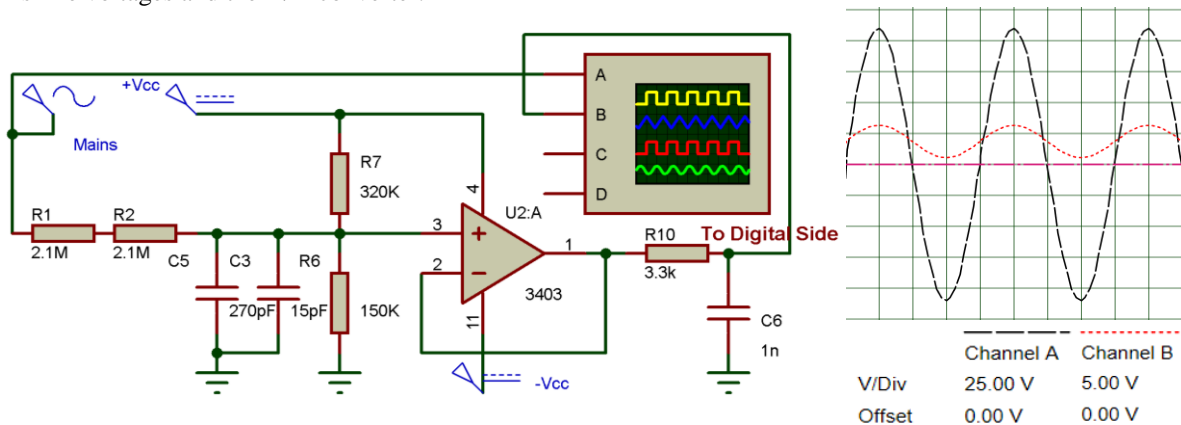 +Vcc
Mains
R1
2.1M
R2
2.1M
C5
C3
270pF
15pF
R6
150K
R7
320K
4
3
2
1
11
U2:A
3403
-Vcc
A
B
C
D
To Digital Side
R10
3.3k
C6
1n
Channel A Channel B
V/Div 25.00 V 5.00 V
Offset 0.00 V 0.00 V